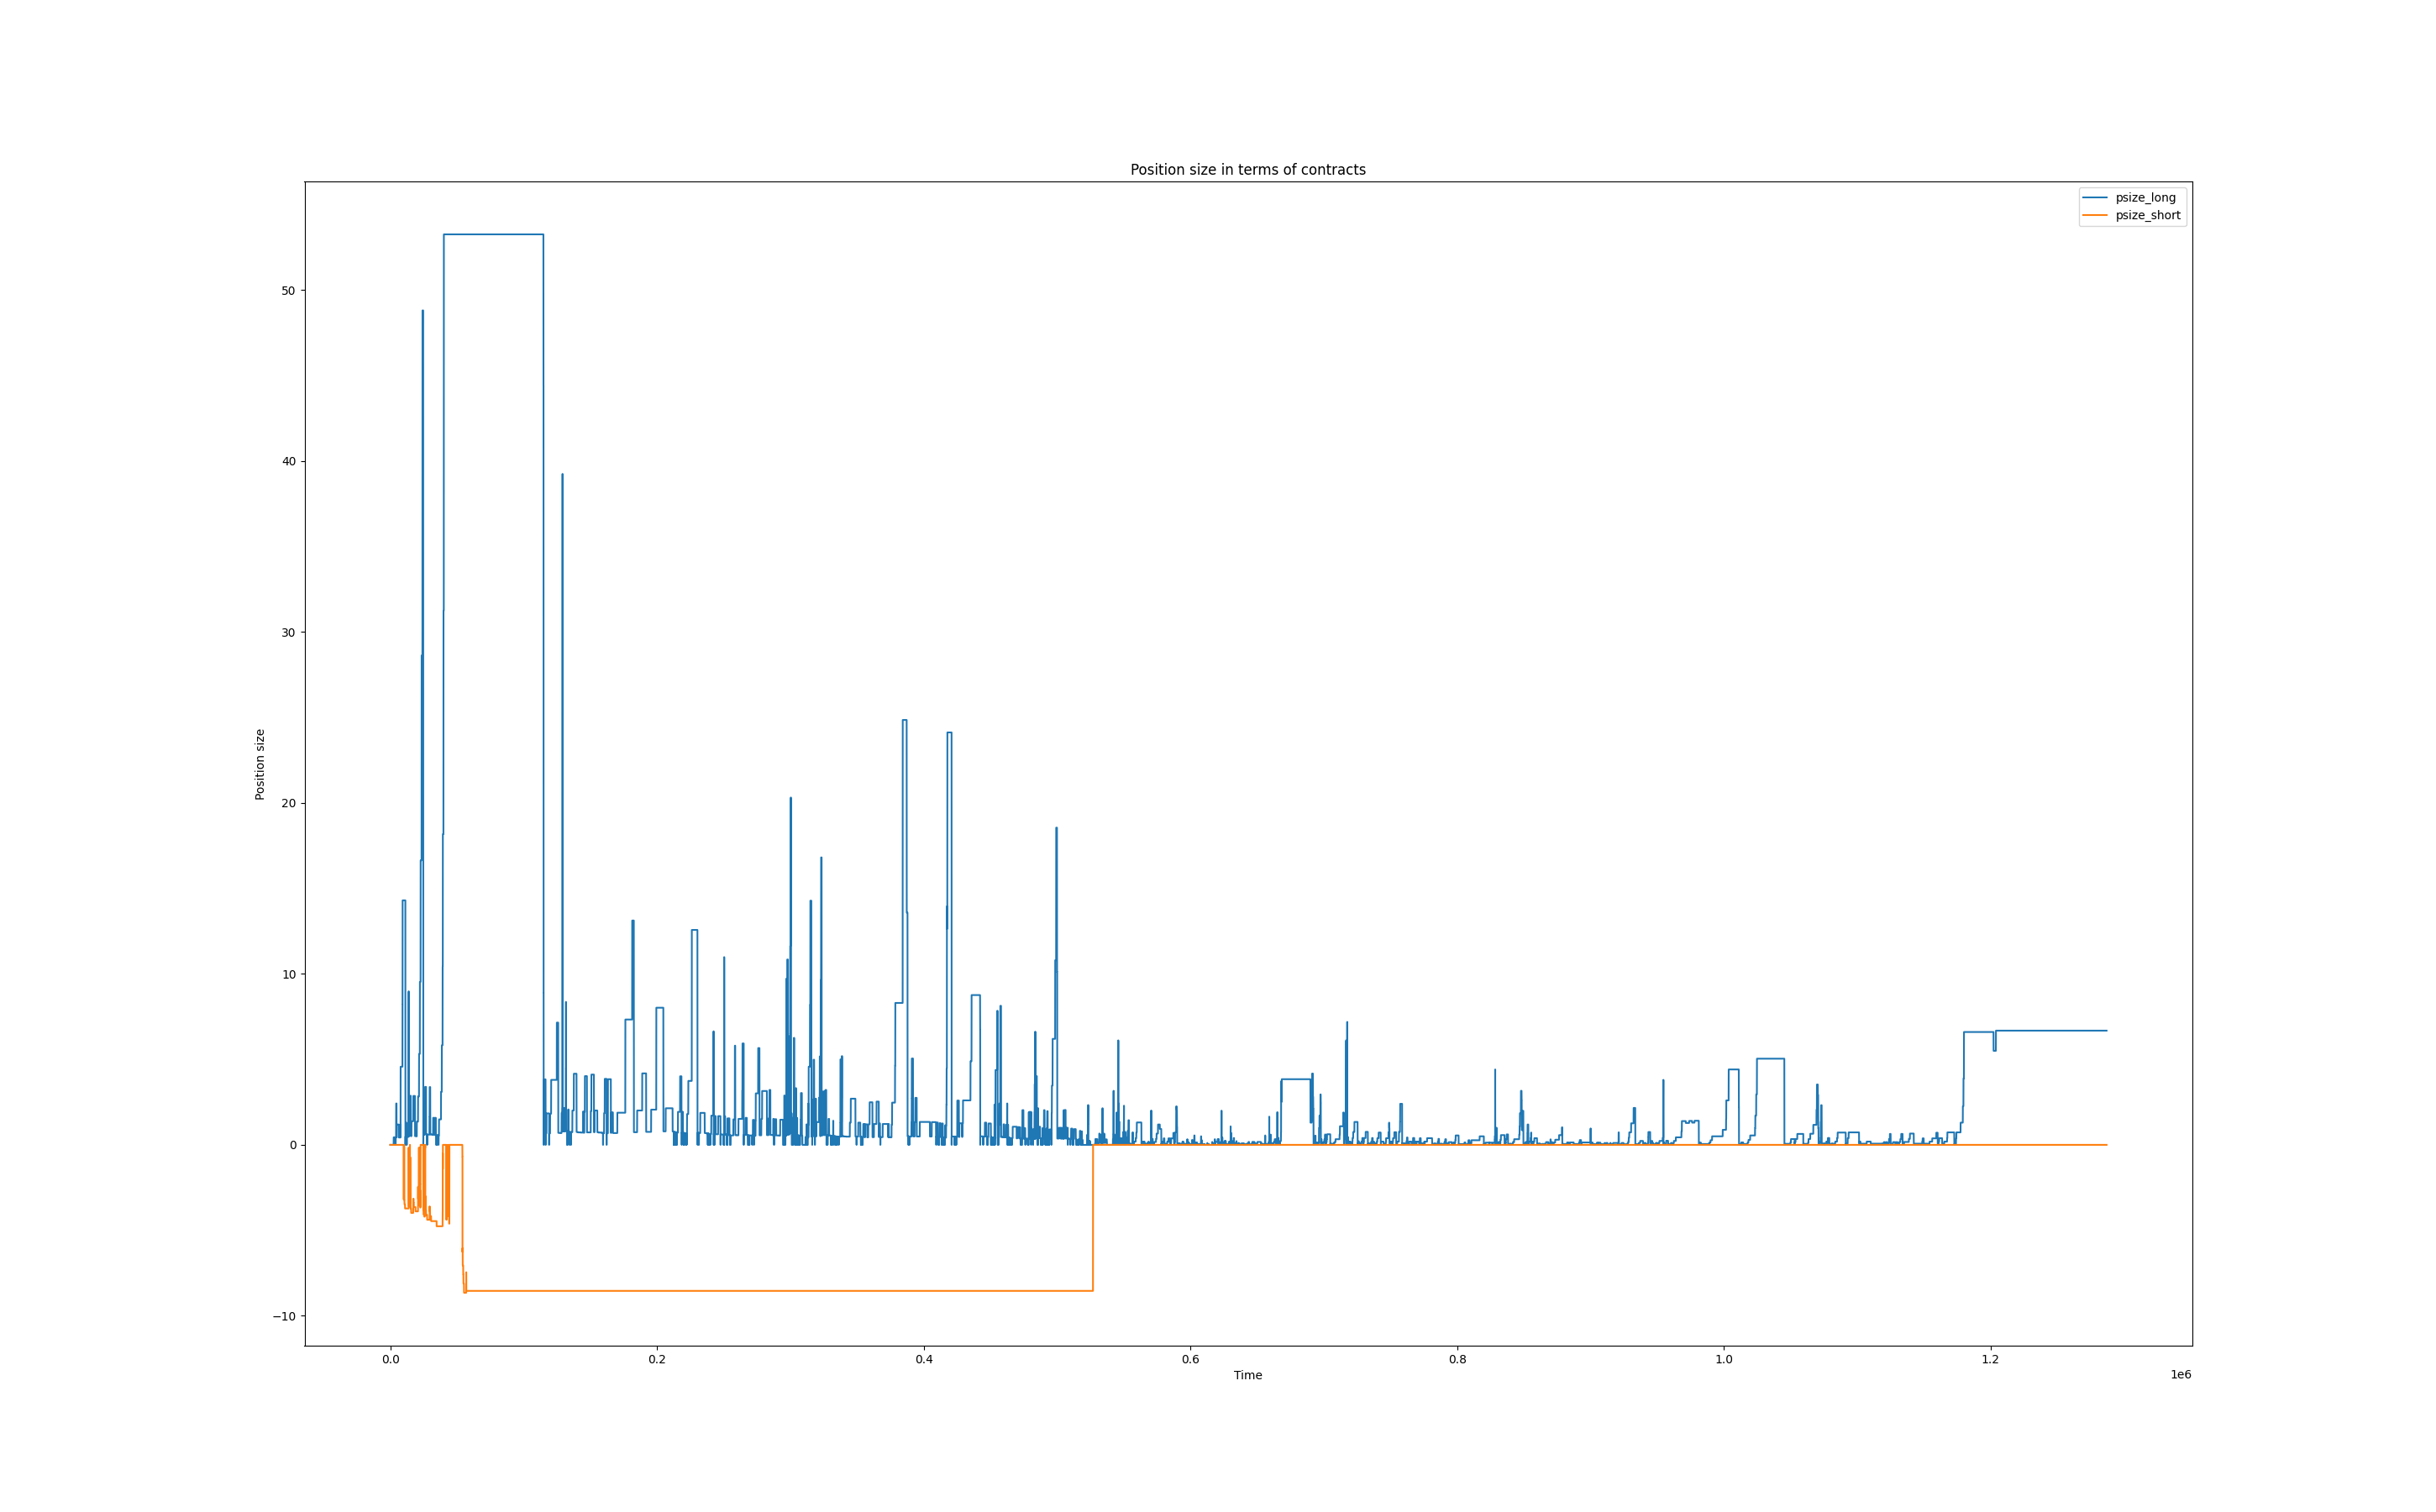 Position size in terms of contracts
psize_long
psize_short
Position size
50
40
30
20
10
0
−10
0.0
0.2
0.4
0.6
0.8
1.0
1.2
Time
1e6